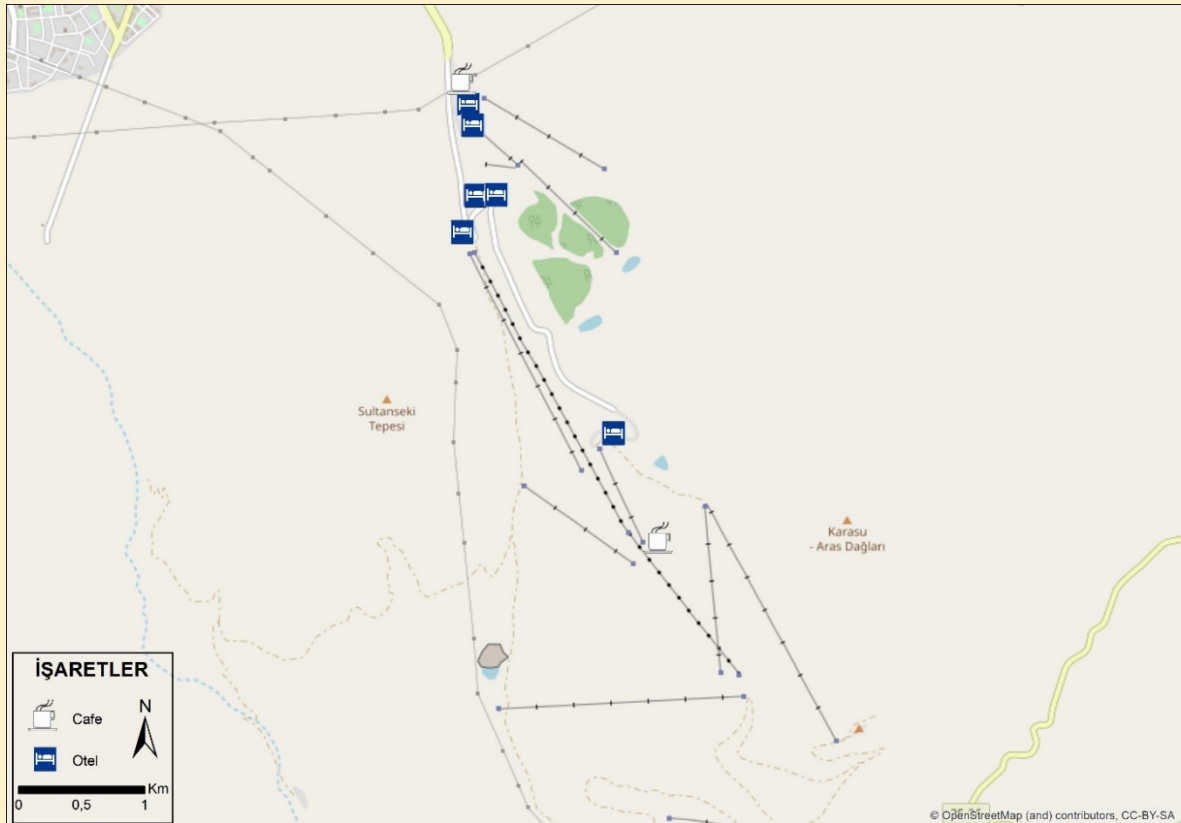 Sultanseki
Tepesi
Karasu
- Aras Dağları
İŞARETLER
Cafe
N
Otel
Km
0 0,5 1
© OpenStreetMap (and) contributors, CC-BY-SA